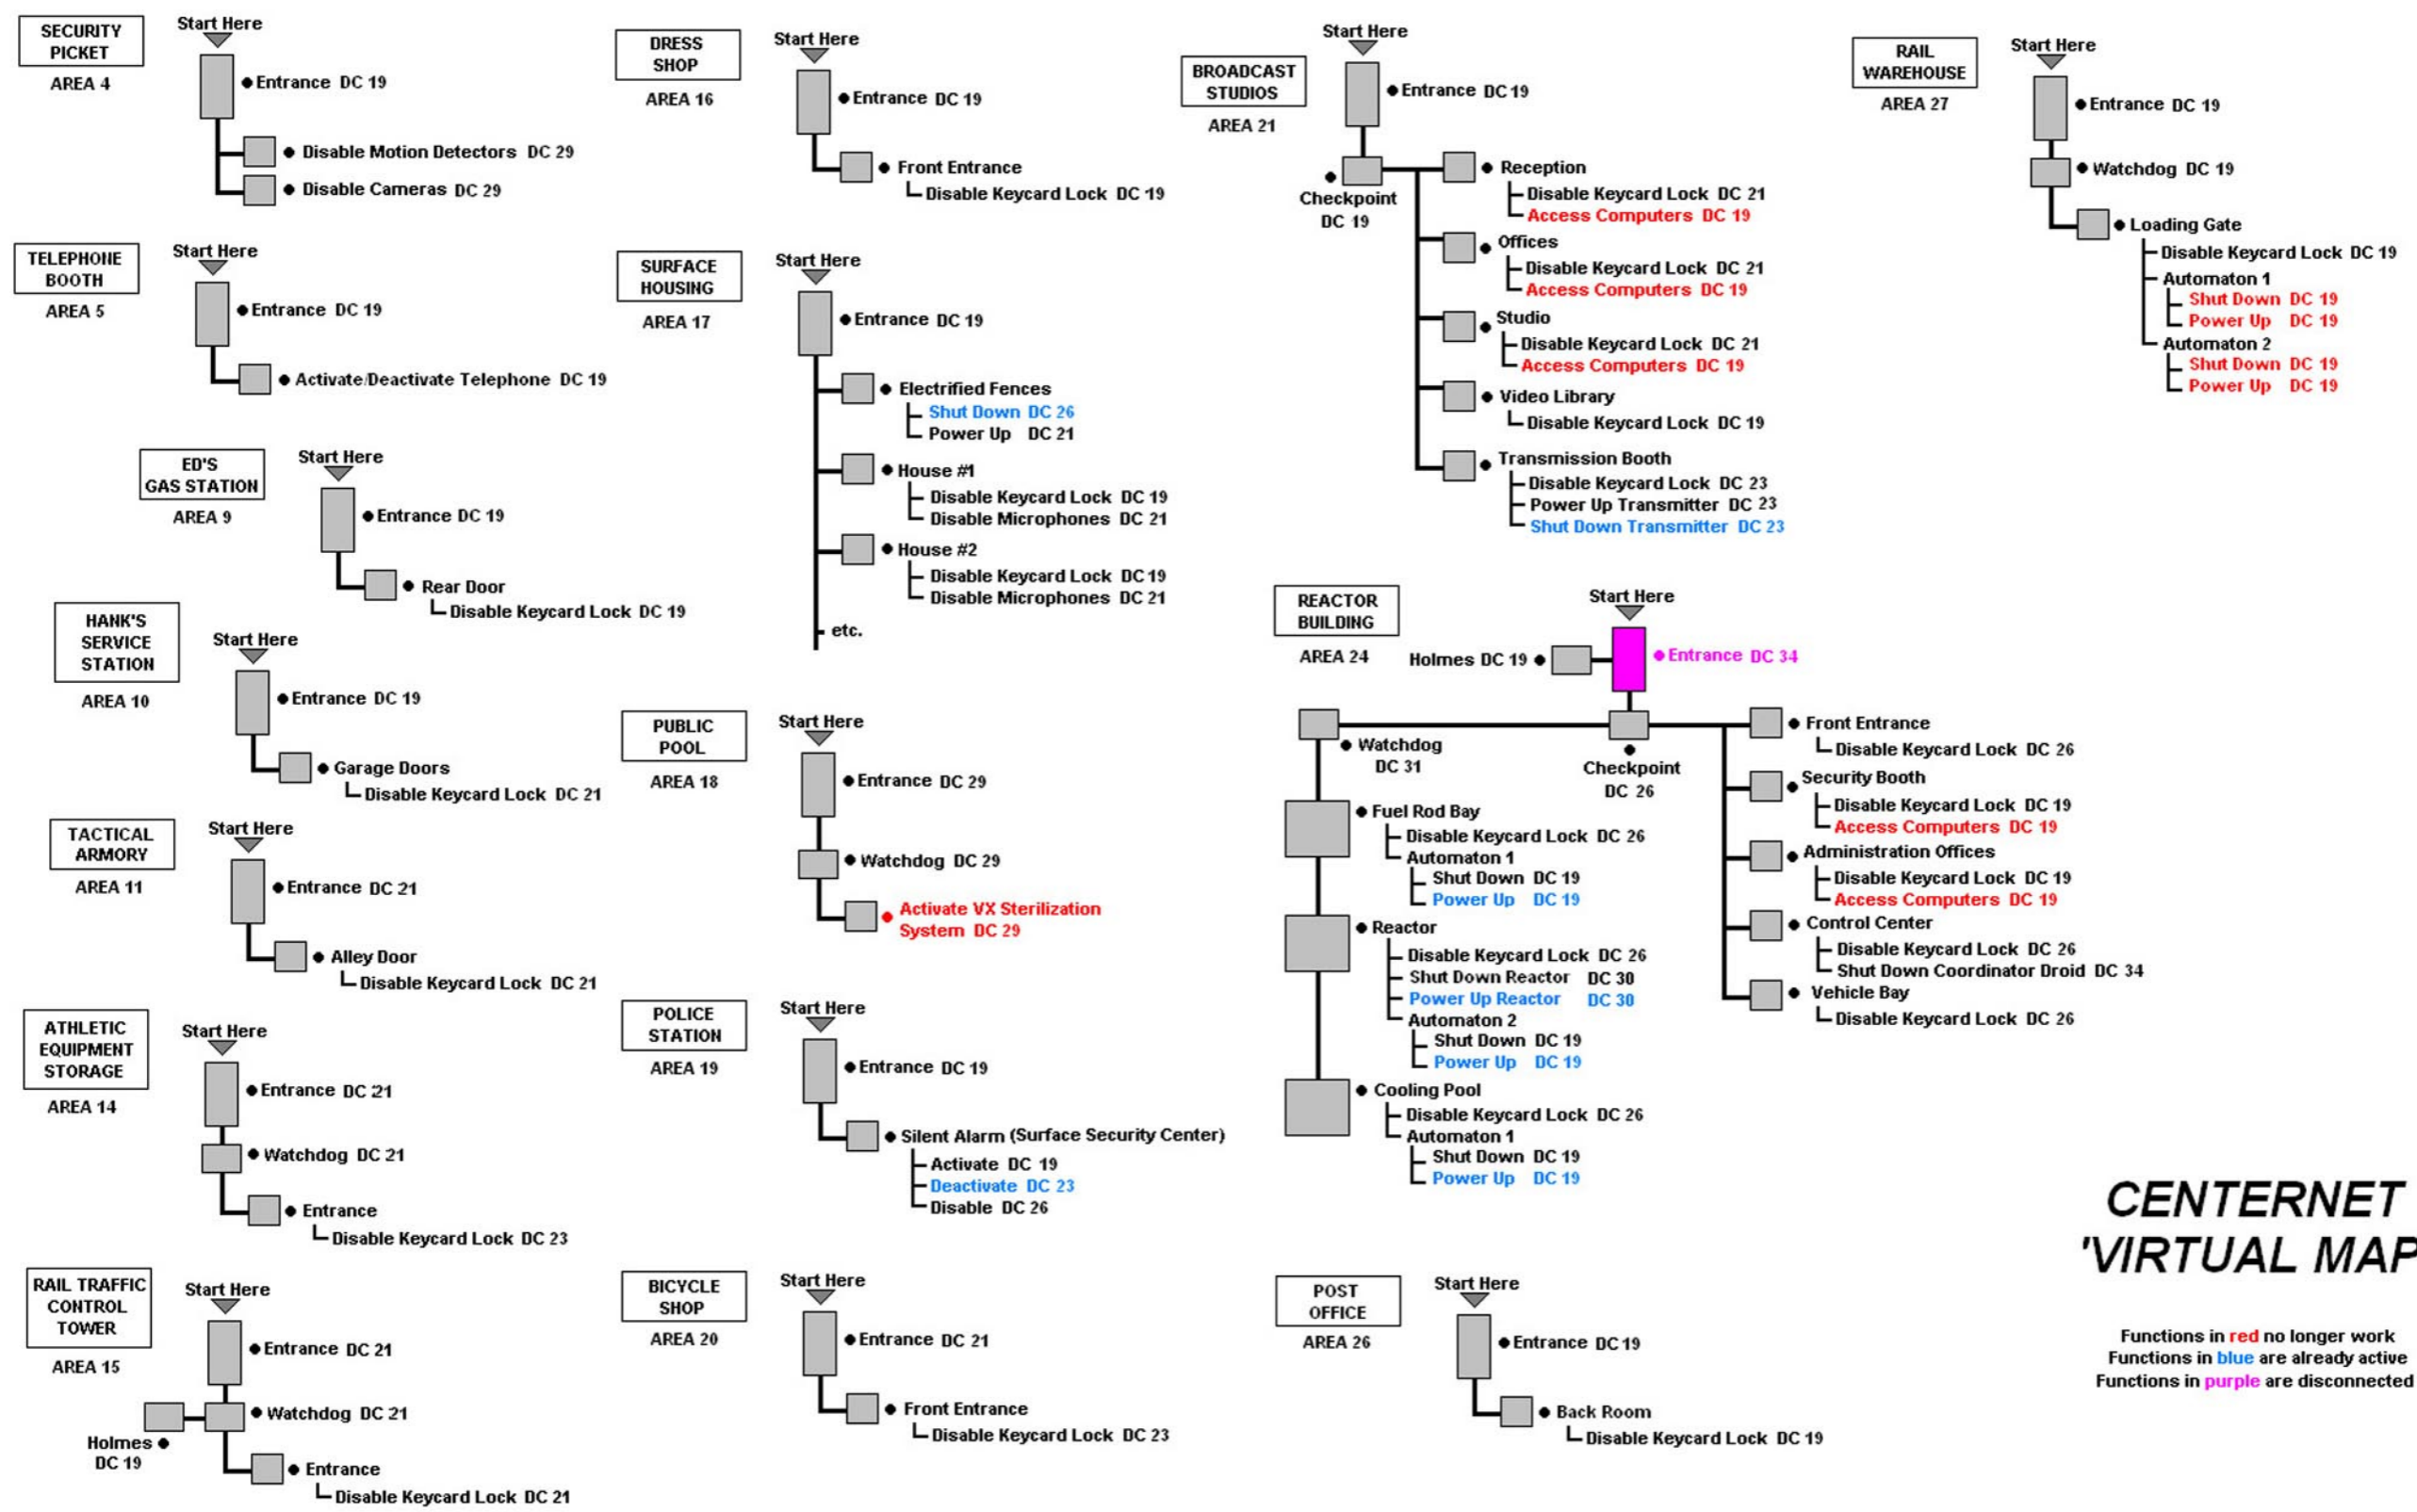 SECURITY
PICKET
AREA 4
Start Here
Entrance DC 19
Disable Motion Detectors DC 29
Disable Cameras DC 29
TELEPHONE
BOOTH
AREA 5
Start Here
Entrance DC 19
Activate/Deactivate Telephone DC 19
ED'S
GAS STATION
AREA 9
Start Here
Entrance DC 19
Rear Door
Disable Keycard Lock DC 19
HANK'S
SERVICE
STATION
AREA 10
Start Here
Entrance DC 19
Garage Doors
Disable Keycard Lock DC 21
TACTICAL
ARMORY
AREA 11
Start Here
Entrance DC 21
Alley Door
Disable Keycard Lock DC 21
ATHLETIC
EQUIPMENT
STORAGE
AREA 14
Start Here
Entrance DC 21
Watchdog DC 21
Entrance
Disable Keycard Lock DC 23
RAIL TRAFFIC
CONTROL
TOWER
AREA 15
Start Here
Entrance DC 21
Watchdog DC 21
Holmes
DC 19
Entrance
Disable Keycard Lock DC 21
DRESS
SHOP
AREA 16
Start Here
Entrance DC 19
Front Entrance
Disable Keycard Lock DC 19
SURFACE
HOUSING
AREA 17
Start Here
Entrance DC 19
Electrified Fences
Shut Down DC 26
Power Up DC 21
House #1
Disable Keycard Lock DC 19
Disable Microphones DC 21
House #2
Disable Keycard Lock DC 19
Disable Microphones DC 21
etc.
PUBLIC
POOL
AREA 18
Start Here
Entrance DC 29
Watchdog DC 29
Activate VX Sterilization
System DC 29
POLICE
STATION
AREA 19
Start Here
Entrance DC 19
Silent Alarm (Surface Security Center)
Activate DC 19
Deactivate DC 23
Disable DC 26
BICYCLE
SHOP
AREA 20
Start Here
Entrance DC 21
Front Entrance
Disable Keycard Lock DC 23
BROADCAST
STUDIOS
AREA 21
Start Here
Entrance DC 19
Checkpoint
DC 19
Reception
Disable Keycard Lock DC 21
Access Computers DC 19
Offices
Disable Keycard Lock DC 21
Access Computers DC 19
Studio
Disable Keycard Lock DC 21
Access Computers DC 19
Video Library
Disable Keycard Lock DC 19
Transmission Booth
Disable Keycard Lock DC 23
Power Up Transmitter DC 23
Shut Down Transmitter DC 23
REACTOR
BUILDING
AREA 24
Start Here
Holmes DC 19
Entrance DC 34
Watchdog
DC 31
Checkpoint
DC 26
Fuel Rod Bay
Disable Keycard Lock DC 26
Automaton 1
Shut Down DC 19
Power Up DC 19
Reactor
Disable Keycard Lock DC 26
Shut Down Reactor DC 30
Power Up Reactor DC 30
Automaton 2
Shut Down DC 19
Power Up DC 19
Cooling Pool
Disable Keycard Lock DC 26
Automaton 1
Shut Down DC 19
Power Up DC 19
Front Entrance
Disable Keycard Lock DC 26
Security Booth
Disable Keycard Lock DC 19
Access Computers DC 19
Administration Offices
Disable Keycard Lock DC 19
Access Computers DC 19
Control Center
Disable Keycard Lock DC 26
Shut Down Coordinator Droid DC 34
Vehicle Bay
Disable Keycard Lock DC 26
POST
OFFICE
AREA 26
Start Here
Entrance DC 19
Back Room
Disable Keycard Lock DC 19
RAIL
WAREHOUSE
AREA 27
Start Here
Entrance DC 19
Watchdog DC 19
Loading Gate
Disable Keycard Lock DC 19
Automaton 1
Shut Down DC 19
Power Up DC 19
Automaton 2
Shut Down DC 19
Power Up DC 19
CENTERNET
'VIRTUAL MAP
Functions in red no longer work
Functions in blue are already active
Functions in purple are disconnected